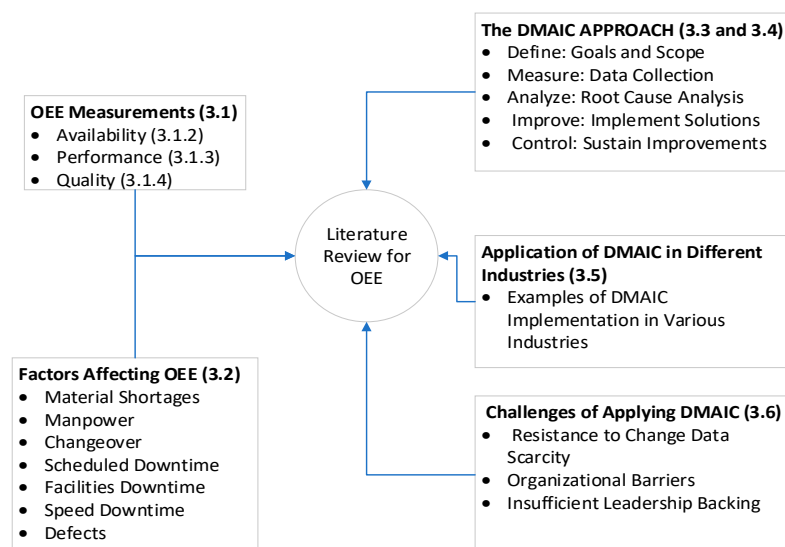 OEE Measurements (3.1)
• Availability (3.1.2)
• Performance (3.1.3)
• Quality (3.1.4)
Factors Affecting OEE (3.2)
• Material Shortages
• Manpower
• Changeover
• Scheduled Downtime
• Facilities Downtime
• Speed Downtime
• Defects
Literature
Review for
OEE
The DMAIC APPROACH (3.3 and 3.4)
• Define: Goals and Scope
• Measure: Data Collection
• Analyze: Root Cause Analysis
• Improve: Implement Solutions
• Control: Sustain Improvements
Application of DMAIC in Different
Industries (3.5)
• Examples of DMAIC
Implementation in Various
Industries
Challenges of Applying DMAIC (3.6)
• Resistance to Change Data
Scarcity
• Organizational Barriers
• Insufficient Leadership Backing